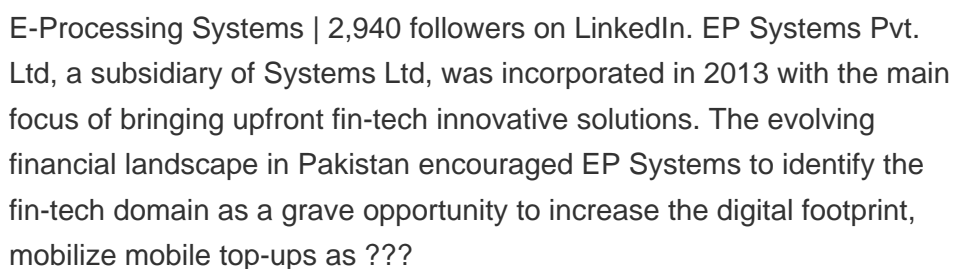 E-Processing Systems | 2,940 followers on LinkedIn. EP Systems Pvt.
Ltd, a subsidiary of Systems Ltd, was incorporated in 2013 with the main
focus of bringing upfront fin-tech innovative solutions. The evolving
financial landscape in Pakistan encouraged EP Systems to identify the
fin-tech domain as a grave opportunity to increase the digital footprint,
mobilize mobile top-ups as ???